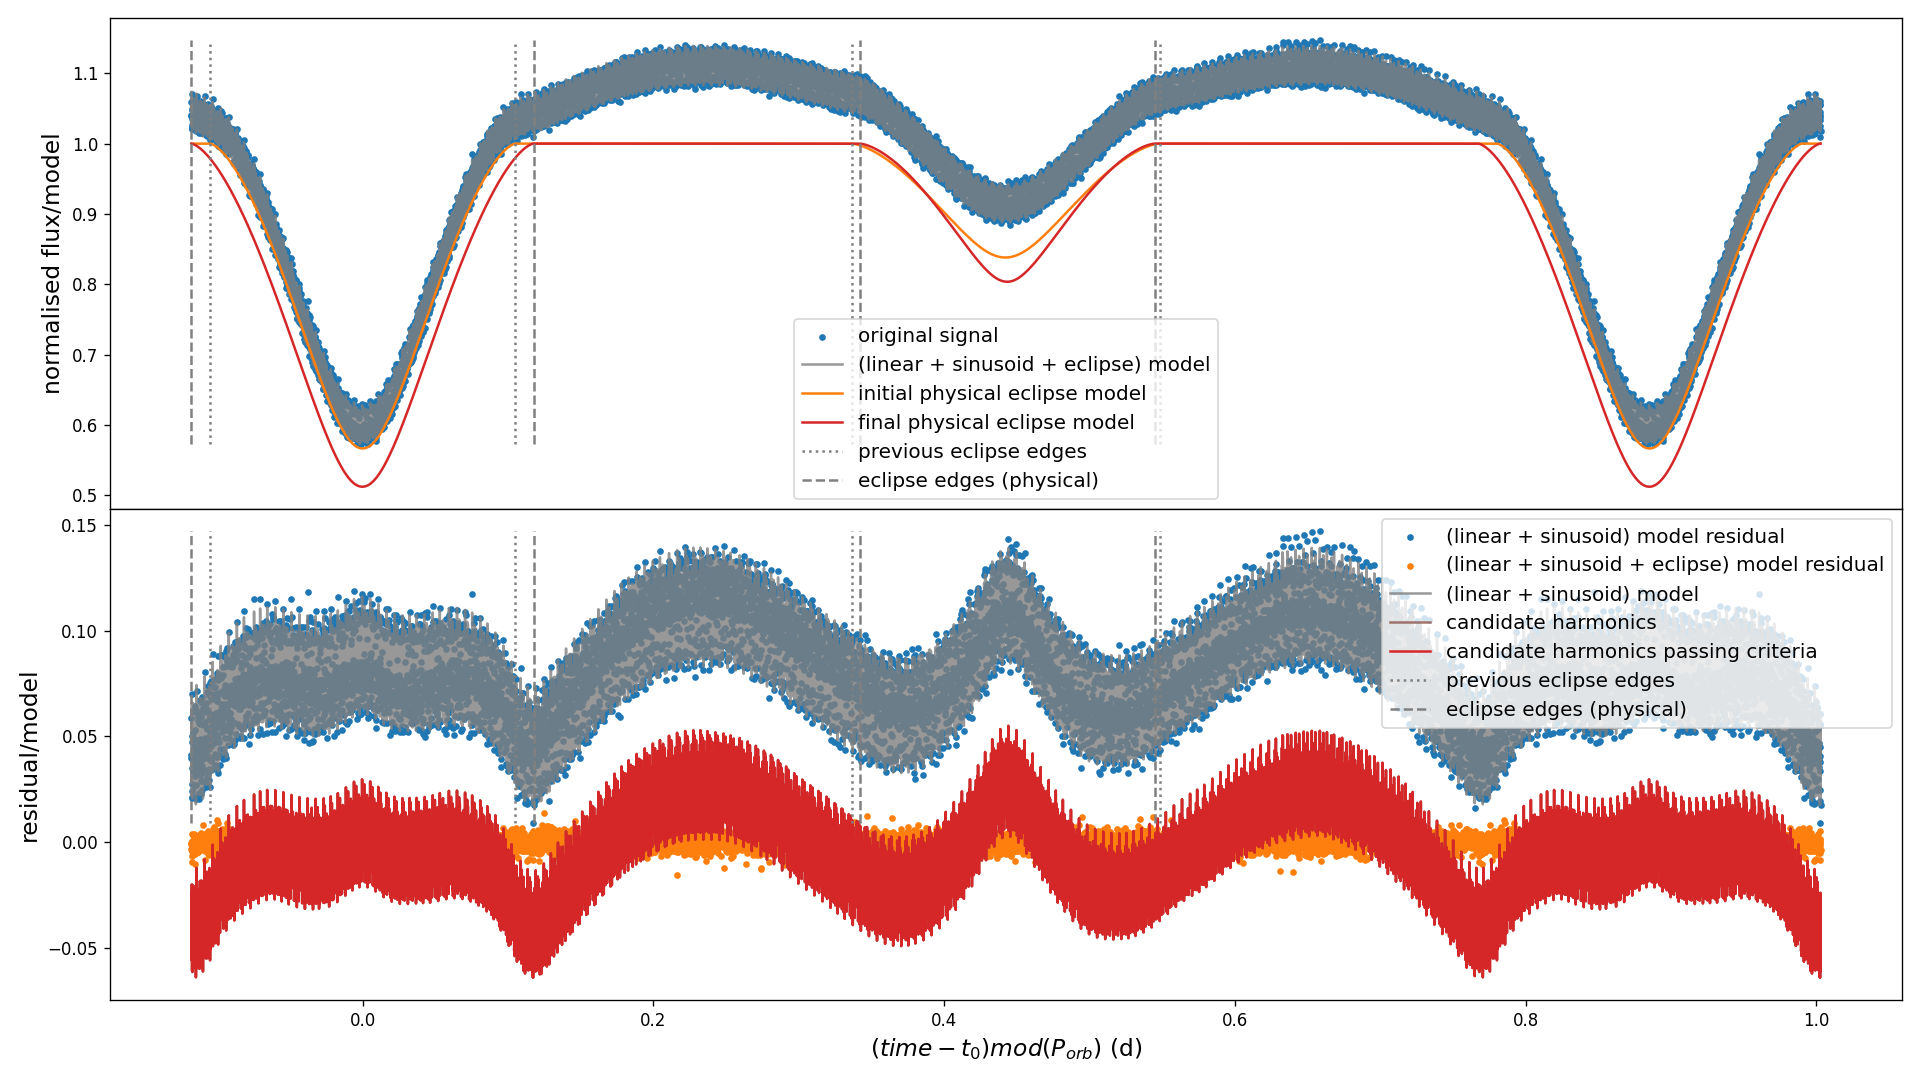 normalised flux/model
1.1
1.0
0.9
0.8
0.7
0.6
0.5
original signal
(linear + sinusoid + eclipse) model
initial physical eclipse model
final physical eclipse model
previous eclipse edges
eclipse edges (physical)
residual/model
0.15
0.10
0.05
0.00
−0.05
(linear + sinusoid) model residual
(linear + sinusoid + eclipse) model residual
(linear + sinusoid) model
candidate harmonics
candidate harmonics passing criteria
previous eclipse edges
eclipse edges (physical)
0.0 0.2 0.4 0.6 0.8 1.0
(time − t₀)mod(P_orb) (d)